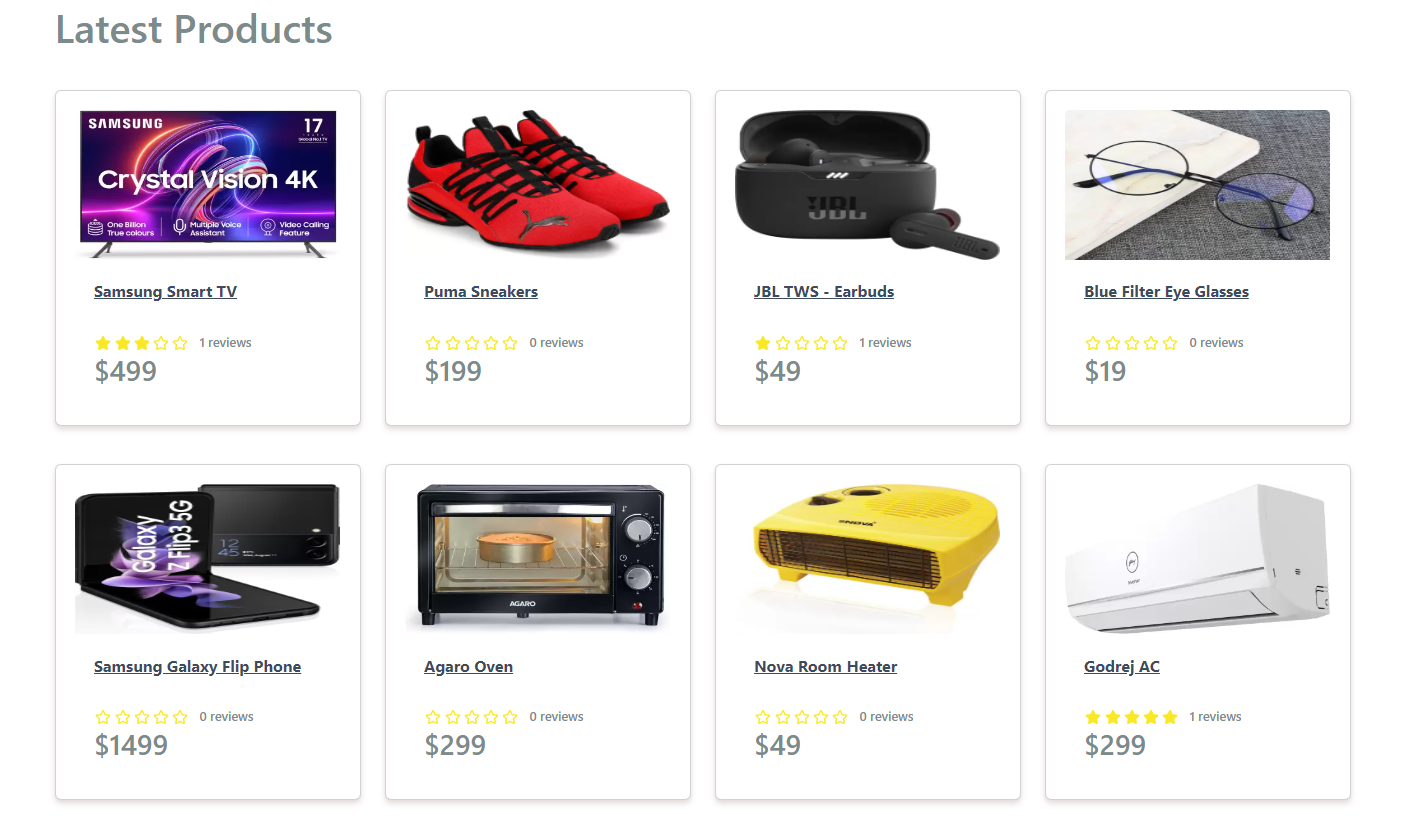 Latest Products
SAMSUNG
17
Crystal Vision 4K
One Billion
True colours
Multiple Voice
Assistant
Video Calling
Feature
JBL
Samsung Smart TV
Puma Sneakers
JBL TWS - Earbuds
Blue Filter Eye Glasses
1 reviews
0 reviews
1 reviews
0 reviews
$499
$199
$49
$19
Galaxy
Z Flip3 5G
12
45
AGARO
NOVA
Samsung Galaxy Flip Phone
Agaro Oven
Nova Room Heater
Godrej AC
0 reviews
0 reviews
0 reviews
1 reviews
$1499
$299
$49
$299